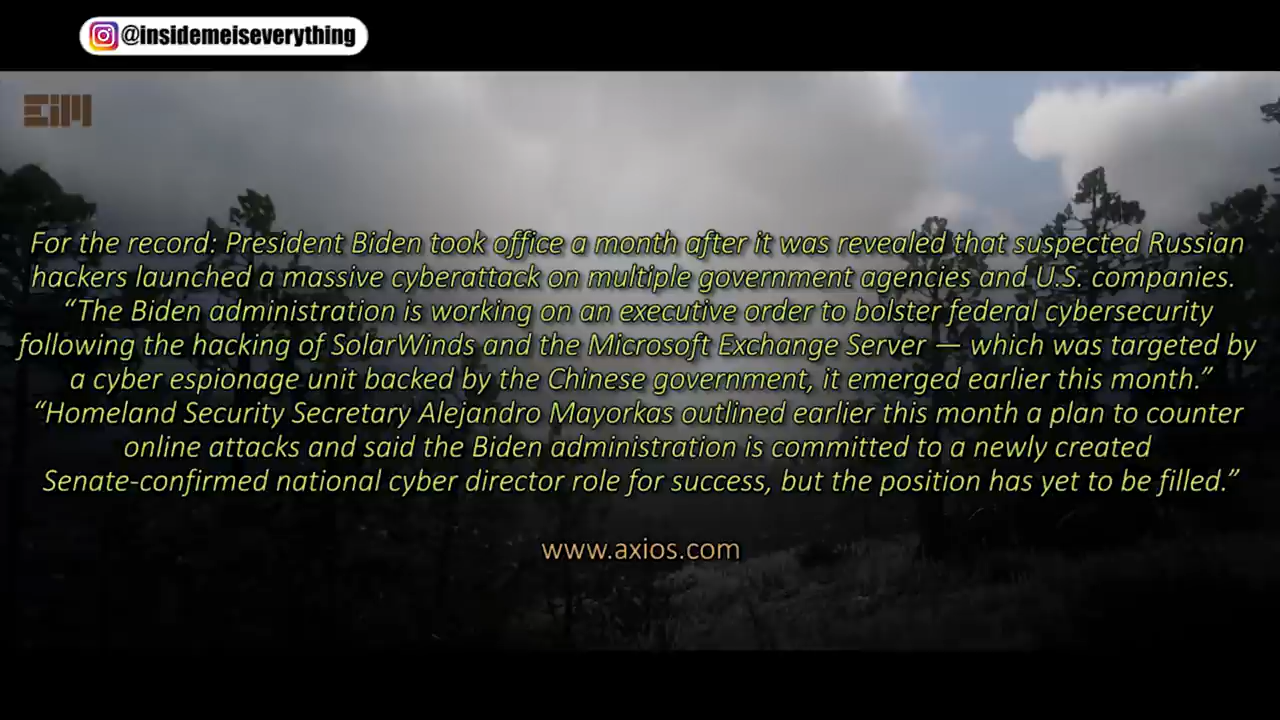 @insidemeiseverything
EiM
For the record: President Biden took office a month after it was revealed that suspected Russian
hackers launched a massive cyberattack on multiple government agencies and U.S. companies.
“The Biden administration is working on an executive order to bolster federal cybersecurity
following the hacking of SolarWinds and the Microsoft Exchange Server — which was targeted by
a cyber espionage unit backed by the Chinese government, it emerged earlier this month.”
“Homeland Security Secretary Alejandro Mayorkas outlined earlier this month a plan to counter
online attacks and said the Biden administration is committed to a newly created
Senate-confirmed national cyber director role for success, but the position has yet to be filled.”
www.axios.com